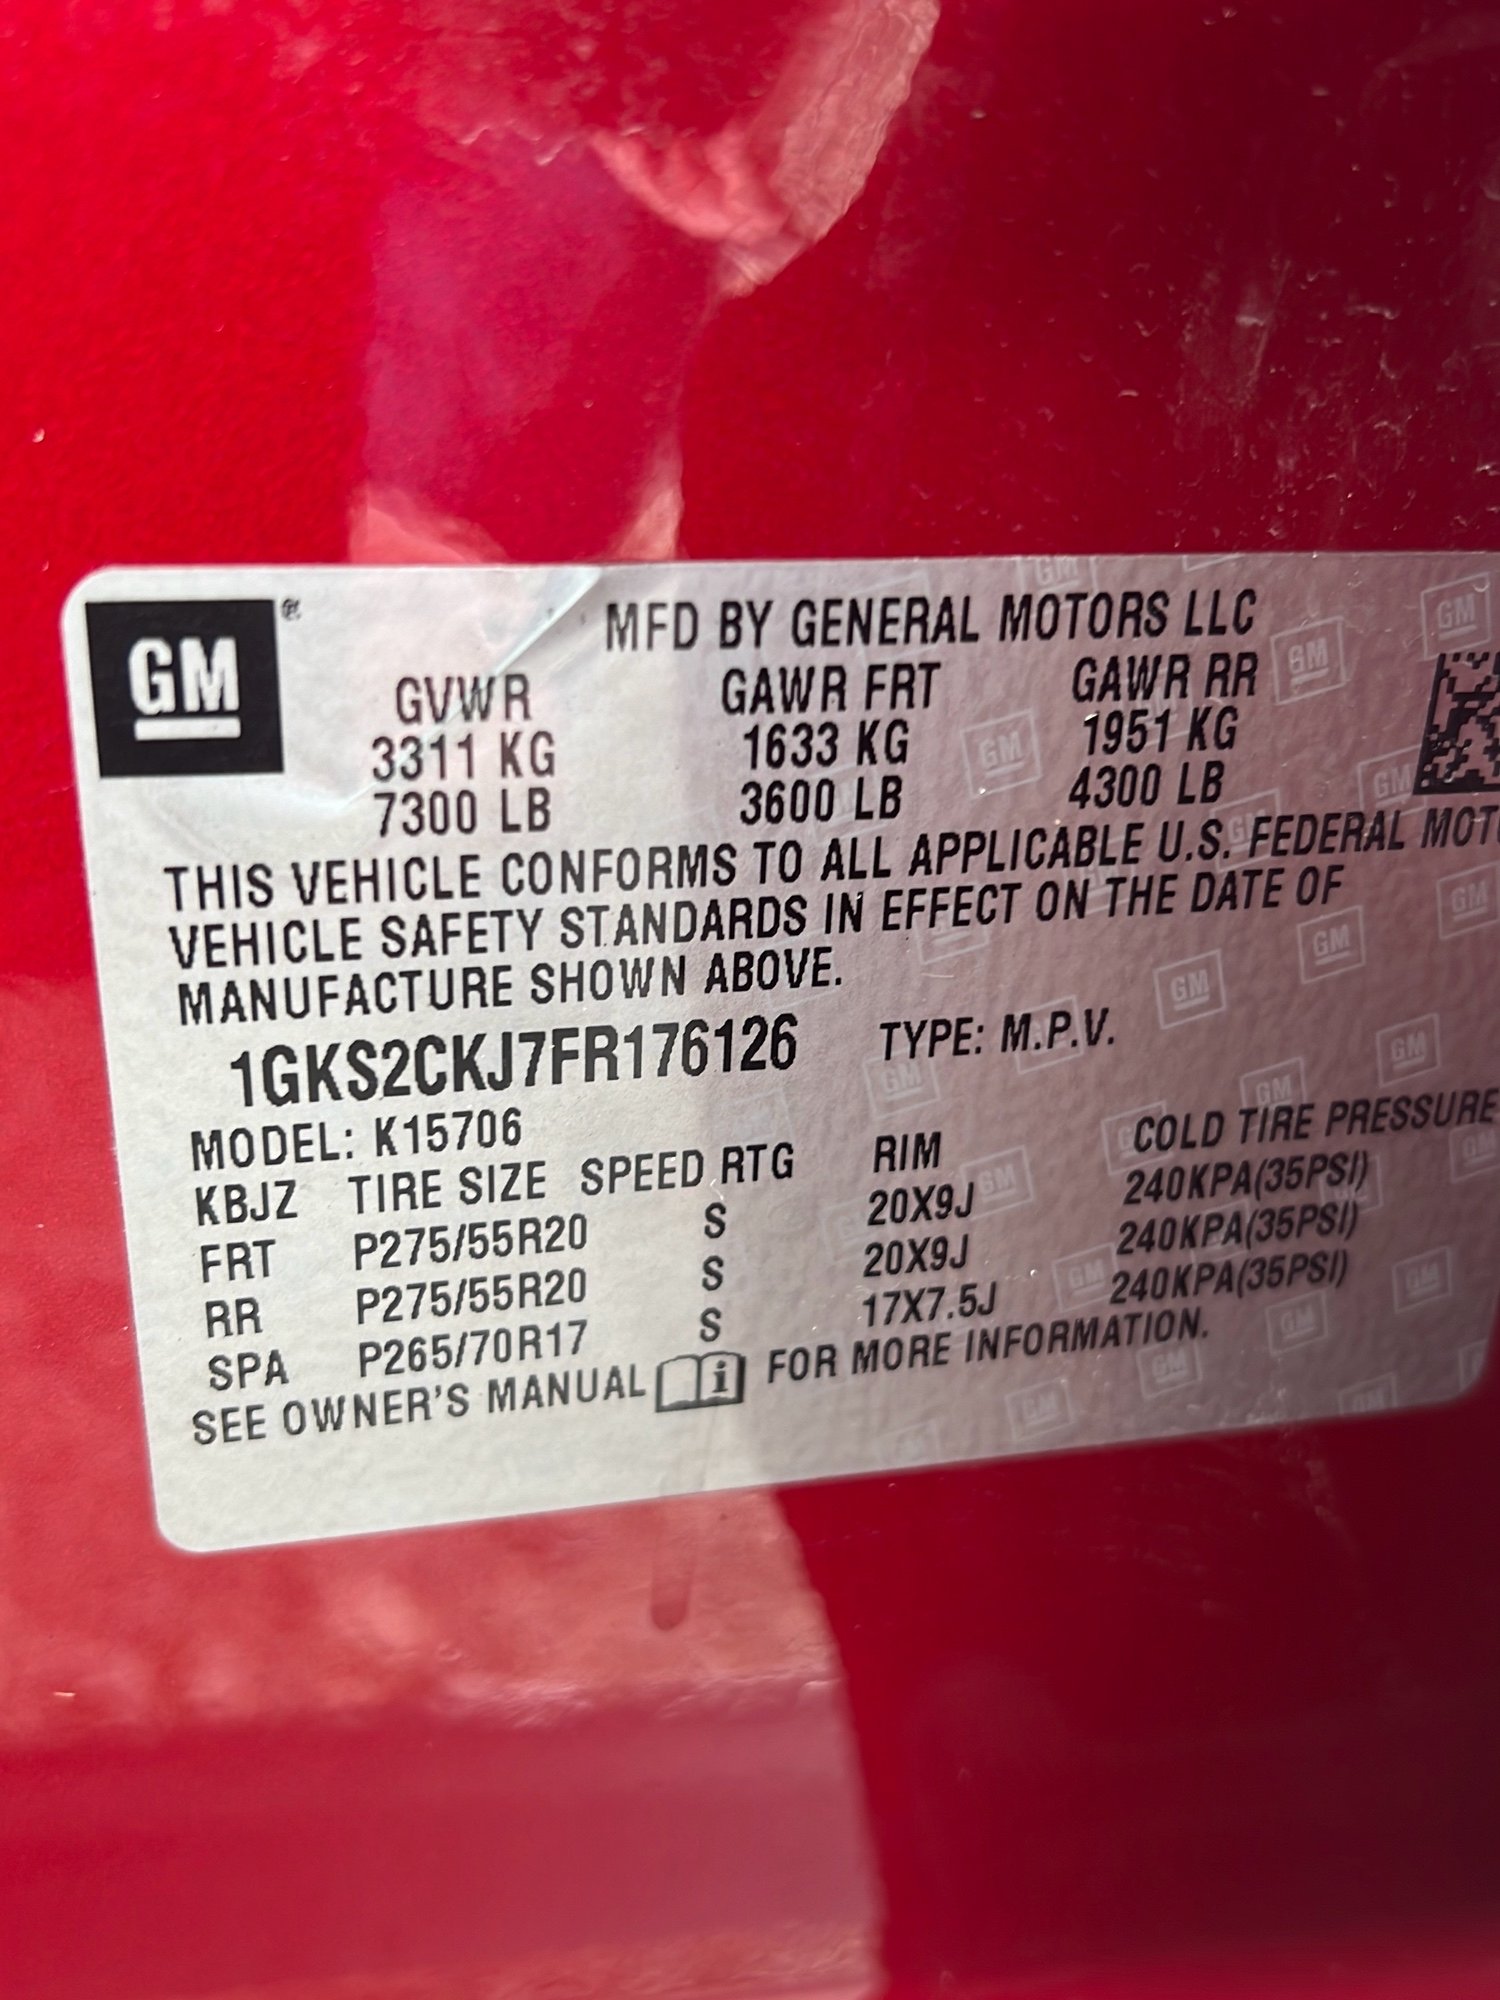 GM ®
MFD BY GENERAL MOTORS LLC
GVWR GAWR FRT GAWR RR
3311 KG 1633 KG 1951 KG
7300 LB 3600 LB 4300 LB
THIS VEHICLE CONFORMS TO ALL APPLICABLE U.S. FEDERAL MOT
VEHICLE SAFETY STANDARDS IN EFFECT ON THE DATE OF
MANUFACTURE SHOWN ABOVE.
1GKS2CKJ7FR176126 TYPE: M.P.V.
MODEL: K15706
KBJZ TIRE SIZE SPEED RTG RIM COLD TIRE PRESSURE
FRT P275/55R20 S 20X9J 240KPA(35PSI)
RR P275/55R20 S 20X9J 240KPA(35PSI)
SPA P265/70R17 S 17X7.5J 240KPA(35PSI)
SEE OWNER'S MANUAL i FOR MORE INFORMATION.